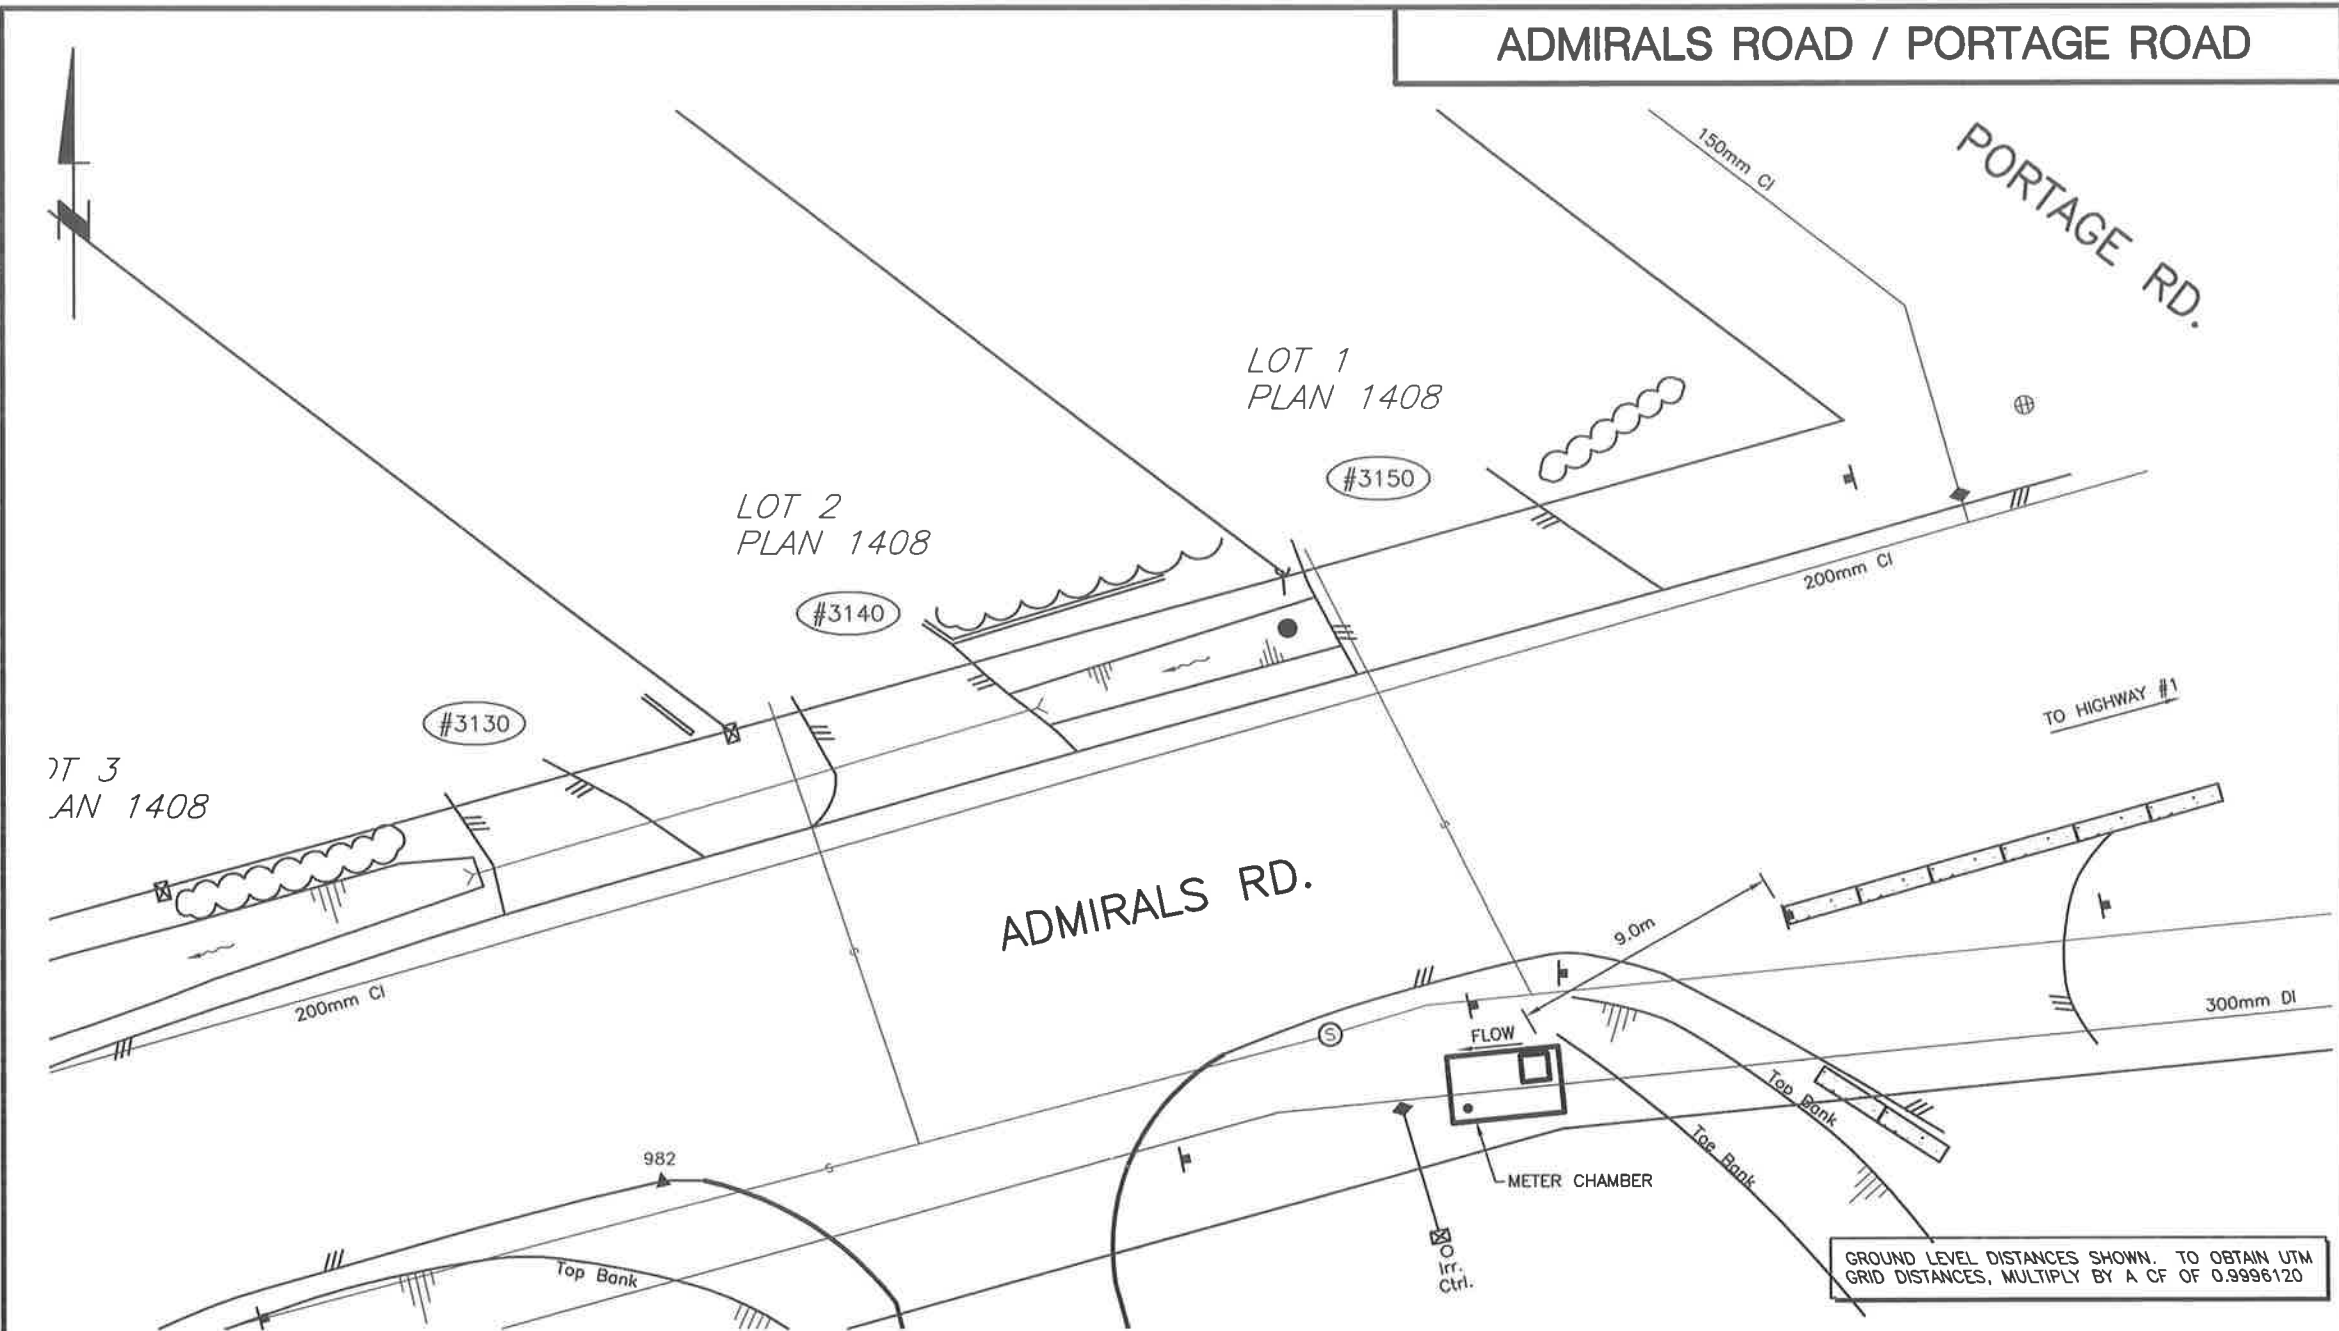 ADMIRALS ROAD / PORTAGE ROAD
N
150mm CI
PORTAGE RD.
LOT 1
PLAN 1408
#3150
LOT 2
PLAN 1408
#3140
200mm CI
#3130
TO HIGHWAY #1
OT 3
AN 1408
ADMIRALS RD.
S
S
9.0m
200mm CI
300mm DI
S
FLOW
Top Bank
Toe Bank
982
S
METER CHAMBER
Top Bank
Irr.
Ctrl.
GROUND LEVEL DISTANCES SHOWN. TO OBTAIN UTM
GRID DISTANCES, MULTIPLY BY A CF OF 0.9996120